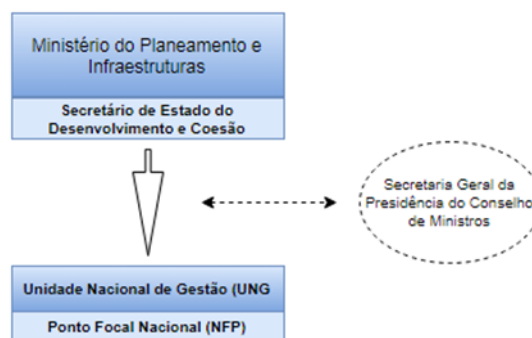 Ministério do Planeamento e
Infraestruturas
Secretário de Estado do
Desenvolvimento e Coesão
Secretaria Geral da
Presidência do Conselho
de Ministros
Unidade Nacional de Gestão (UNG
Ponto Focal Nacional (NFP)